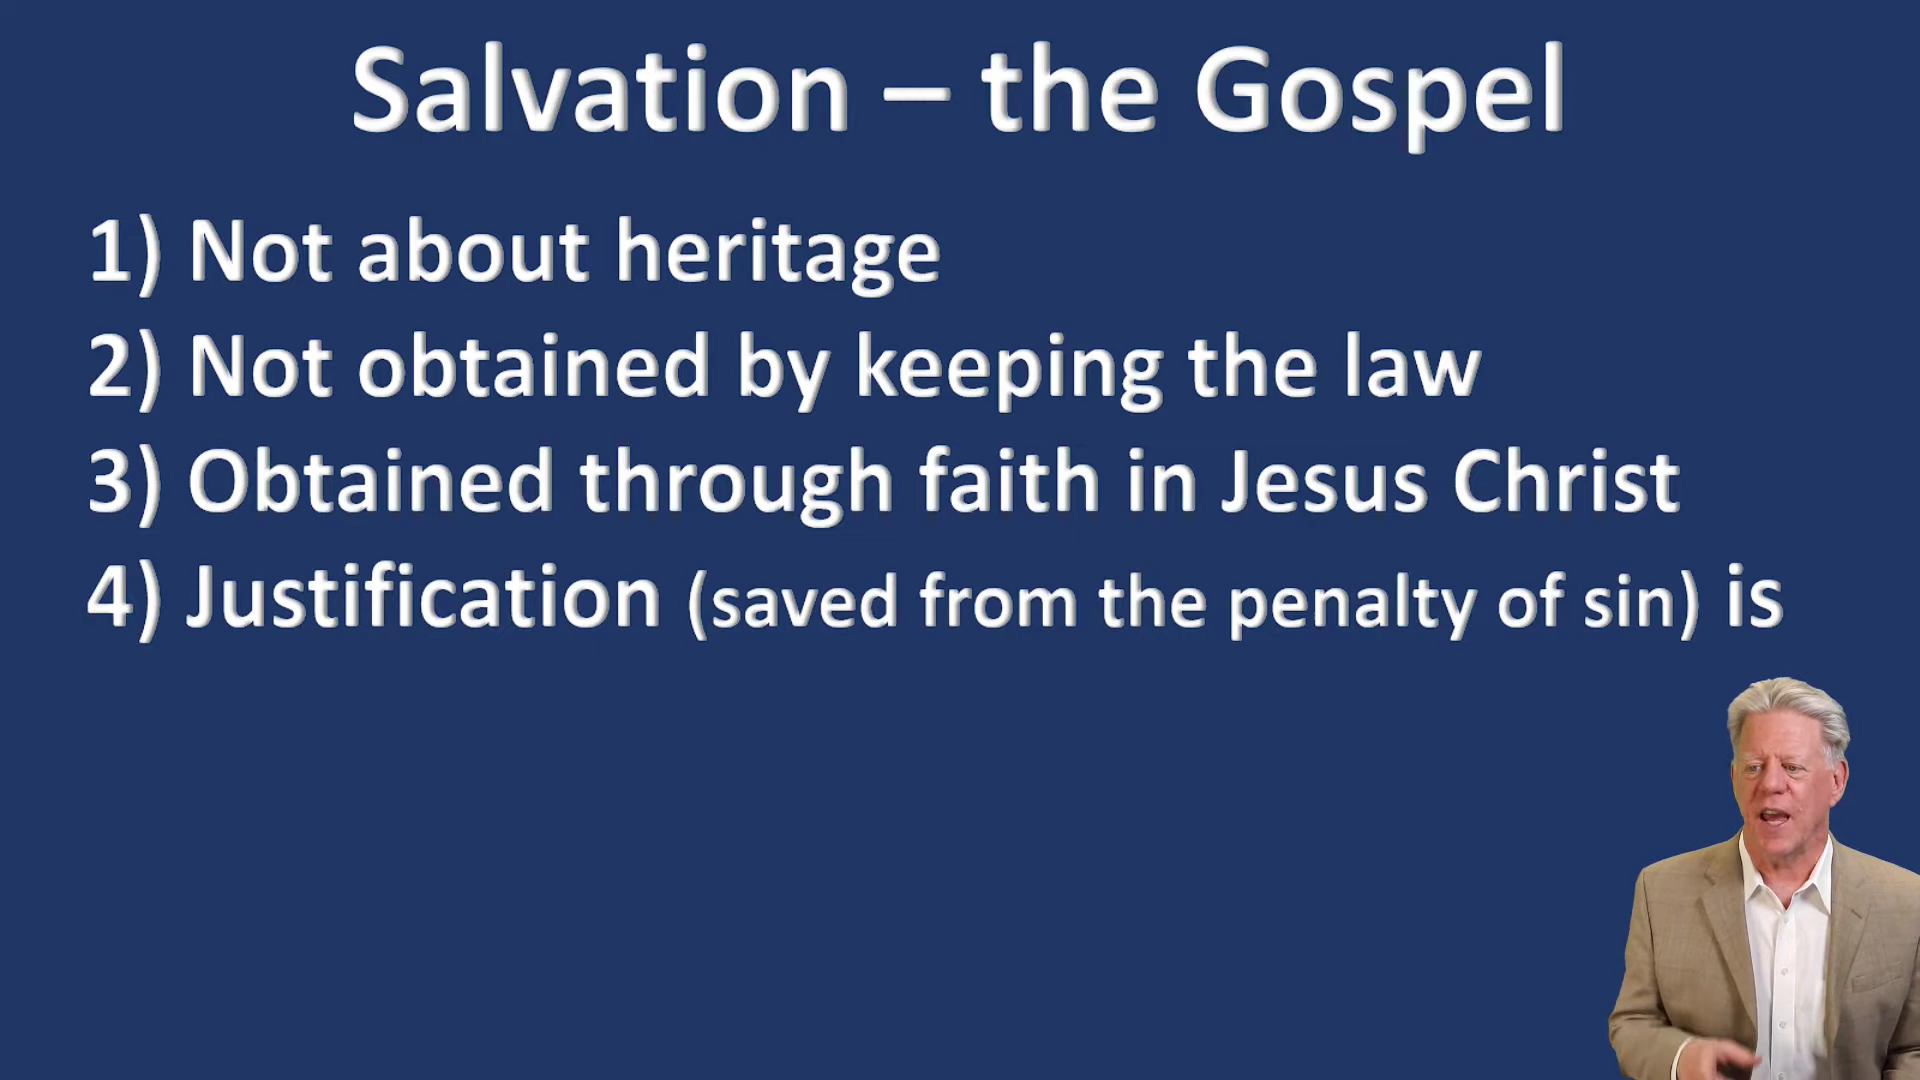 Salvation – the Gospel
1) Not about heritage
2) Not obtained by keeping the law
3) Obtained through faith in Jesus Christ
4) Justification (saved from the penalty of sin) is